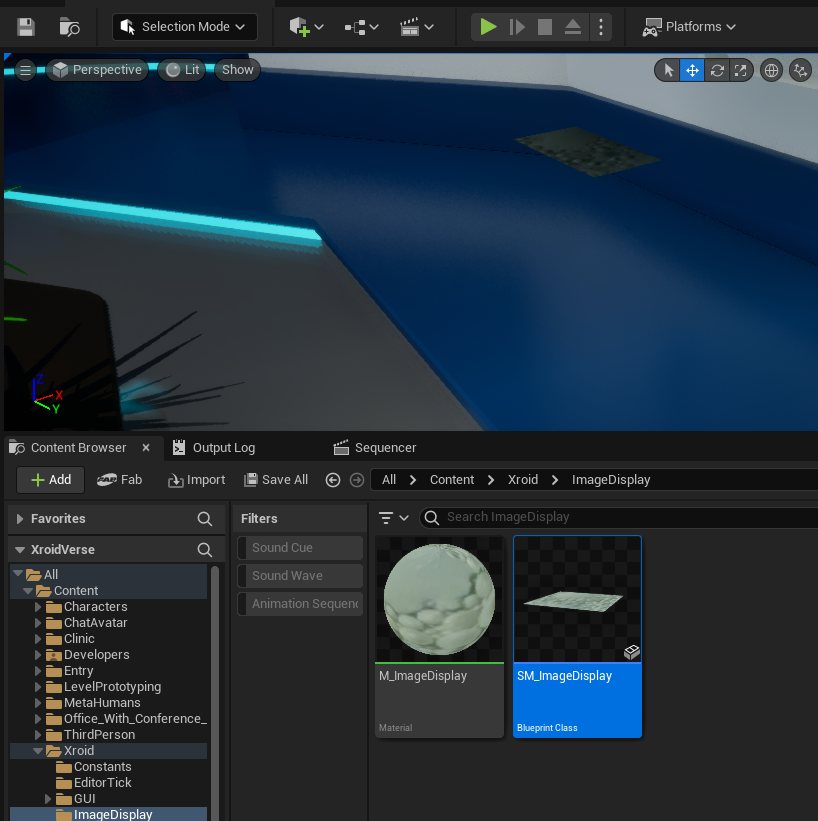 Selection Mode
Platforms
Perspective
Lit
Show
Z
X
Y
Content Browser
Output Log
Sequencer
Add
Fab
Import
Save All
All
Content
Xroid
ImageDisplay
Favorites
Filters
Search ImageDisplay
XroidVerse
Sound Cue
Sound Wave
Animation Sequenc
All
Content
Characters
ChatAvatar
Clinic
Developers
Entry
LevelPrototyping
MetaHumans
Office_With_Conference_
ThirdPerson
Xroid
Constants
EditorTick
GUI
ImageDisplay
M_ImageDisplay
Material
SM_ImageDisplay
Blueprint Class